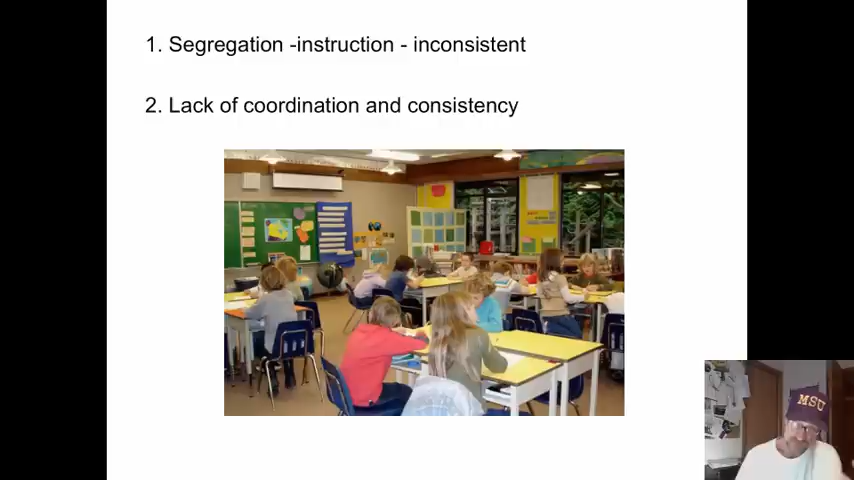 1. Segregation -instruction - inconsistent
2. Lack of coordination and consistency
MSU